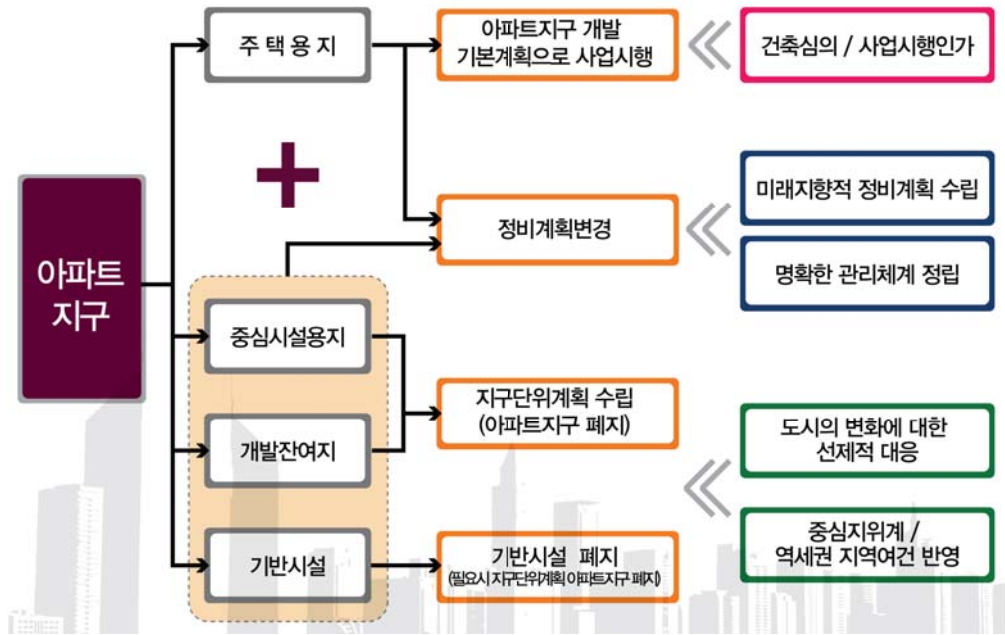 아파트
지구
주 택 용 지
중심시설용지
개발잔여지
기반시설
아파트지구 개발
기본계획으로 사업시행
정비계획변경
지구단위계획 수립
(아파트지구 폐지)
기반시설 폐지
(필요시 지구단위계획 아파트지구 폐지)
건축심의 / 사업시행인가
미래지향적 정비계획 수립
명확한 관리체계 정립
도시의 변화에 대한
선제적 대응
중심지위계 /
역세권 지역여건 반영